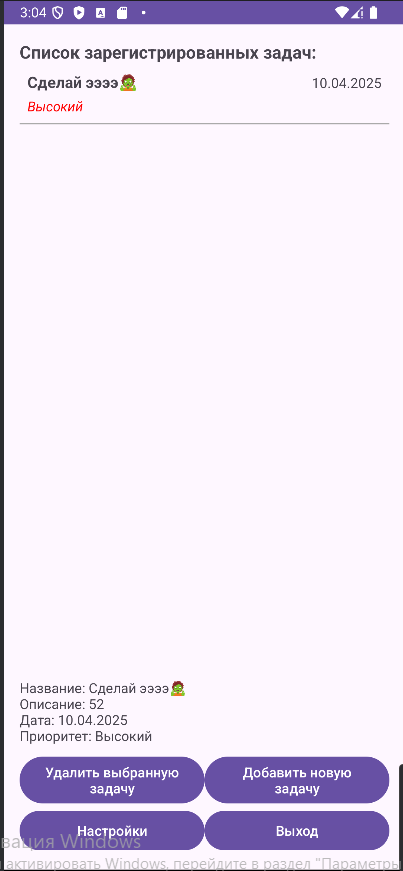 3:04
Список зарегистрированных задач:
Сделай ээээ🧟 10.04.2025
Высокий
Название: Сделай ээээ🧟
Описание: 52
Дата: 10.04.2025
Приоритет: Высокий
Удалить выбранную
задачу
Добавить новую
задачу
Настройки
Выход
вация Windows
активировать Windows, перейдите в раздел "Параметры